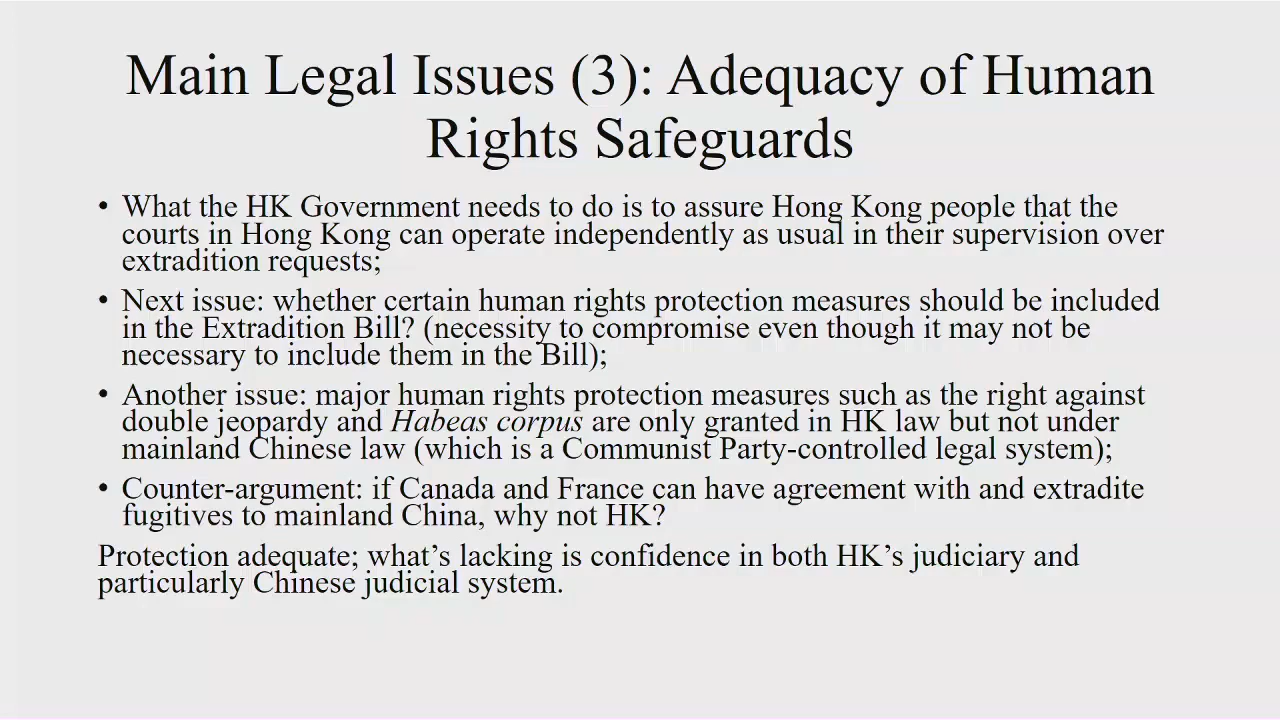 Main Legal Issues (3): Adequacy of Human
Rights Safeguards
• What the HK Government needs to do is to assure Hong Kong people that the
courts in Hong Kong can operate independently as usual in their supervision over
extradition requests;
• Next issue: whether certain human rights protection measures should be included
in the Extradition Bill? (necessity to compromise even though it may not be
necessary to include them in the Bill);
• Another issue: major human rights protection measures such as the right against
double jeopardy and Habeas corpus are only granted in HK law but not under
mainland Chinese law (which is a Communist Party-controlled legal system);
• Counter-argument: if Canada and France can have agreement with and extradite
fugitives to mainland China, why not HK?
Protection adequate; what’s lacking is confidence in both HK’s judiciary and
particularly Chinese judicial system.